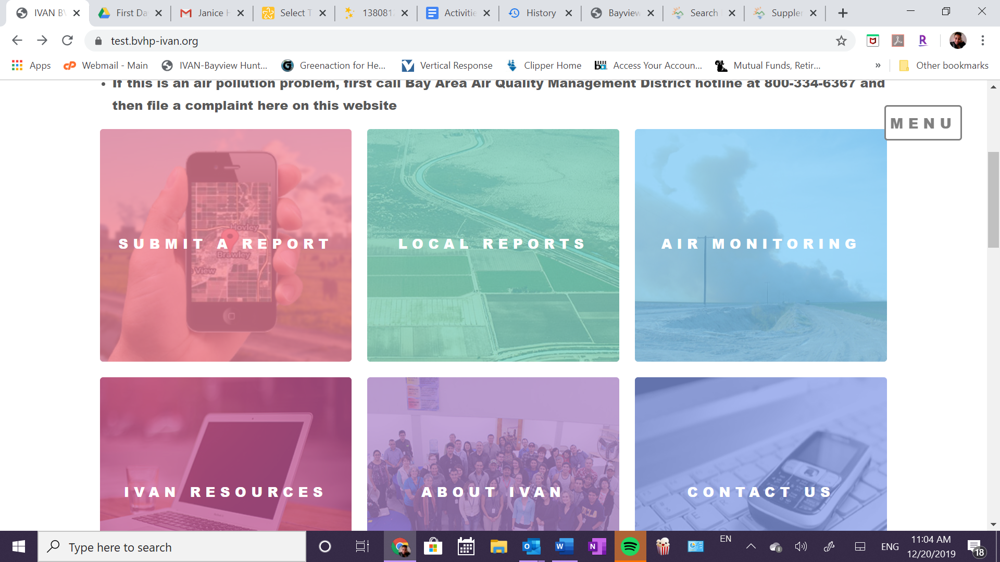 IVAN BV
First Da
Janice H
Select T
138081
Activitie
History
Bayview
Search
Suppler
test.bvhp-ivan.org
Apps
Webmail - Main
IVAN-Bayview Hunt...
Greenaction for He...
Vertical Response
Clipper Home
Access Your Accoun...
Mutual Funds, Retir...
»
Other bookmarks
• If this is an air pollution problem, first call Bay Area Air Quality Management District hotline at 800-334-6367 and
then file a complaint here on this website
MENU
Hovley
SUBMIT A REPORT
Brawley
View
LOCAL REPORTS
AIR MONITORING
IVAN RESOURCES
ABOUT IVAN
CONTACT US
Type here to search
EN
ENG
11:04 AM
12/20/2019
18